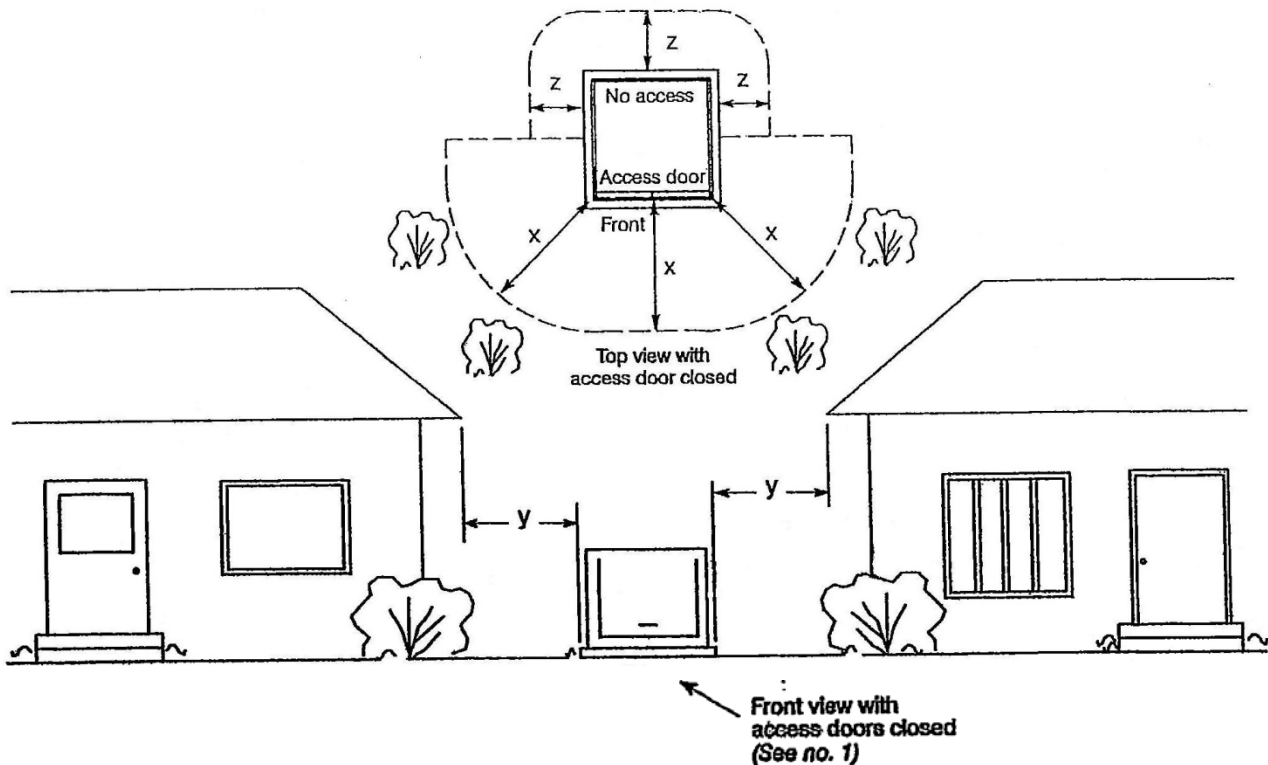 z
z
z
No access
Access door
Front
x
x
x
Top view with
access door closed
y
y
Front view with
access doors closed
(See no. 1)